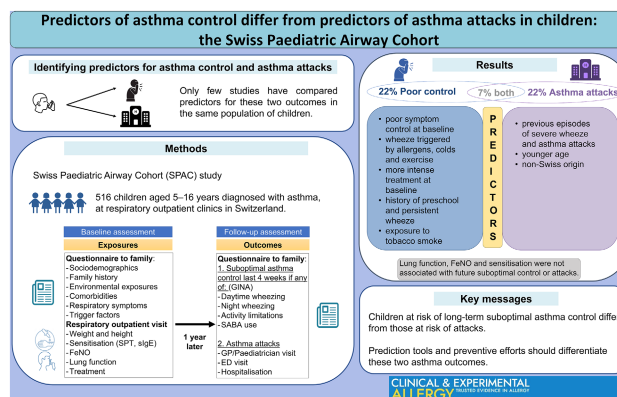 Predictors of asthma control differ from predictors of asthma attacks in children:
the Swiss Paediatric Airway Cohort
Identifying predictors for asthma control and asthma attacks
Only few studies have compared
predictors for these two outcomes in
the same population of children.
Methods
Swiss Paediatric Airway Cohort (SPAC) study
516 children aged 5–16 years diagnosed with asthma,
at respiratory outpatient clinics in Switzerland.
Baseline assessment
Exposures
Questionnaire to family:
-Sociodemographics
-Family history
-Environmental exposures
-Comorbidities
-Respiratory symptoms
-Trigger factors
Respiratory outpatient visit
-Weight and height
-Sensitisation (SPT, sIgE)
-FeNO
-Lung function
-Treatment
1 year
later
Follow-up assessment
Outcomes
Questionnaire to family:
1. Suboptimal asthma
control last 4 weeks if any
of: (GINA)
-Daytime wheezing
-Night wheezing
-Activity limitations
-SABA use
2. Asthma attacks
-GP/Paediatrician visit
-ED visit
-Hospitalisation
Results
22% Poor control
7% both
22% Asthma attacks
• poor symptom
control at baseline
• wheeze triggered
by allergens, colds
and exercise
• more intense
treatment at
baseline
• history of preschool
and persistent
wheeze
• exposure to
tobacco smoke
PREDICTORS
• previous episodes
of severe wheeze
and asthma attacks
• younger age
• non-Swiss origin
Lung function, FeNO and sensitisation were not
associated with future suboptimal control or attacks.
Key messages
Children at risk of long-term suboptimal asthma control differ
from those at risk of attacks.
Prediction tools and preventive efforts should differentiate
these two asthma outcomes.
CLINICAL & EXPERIMENTAL
ALLERGY TRUSTED EVIDENCE IN ALLERGY